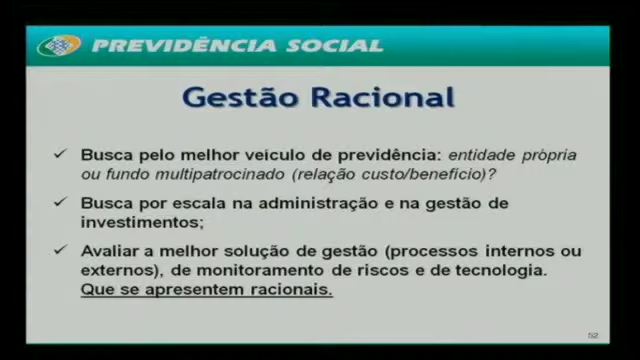 PREVIDÊNCIA SOCIAL
Gestão Racional
✓ Busca pelo melhor veículo de previdência: entidade própria
ou fundo multipatrocinado (relação custo/benefício)?
✓ Busca por escala na administração e na gestão de
investimentos;
✓ Avaliar a melhor solução de gestão (processos internos ou
externos), de monitoramento de riscos e de tecnologia.
Que se apresentem racionais.
52